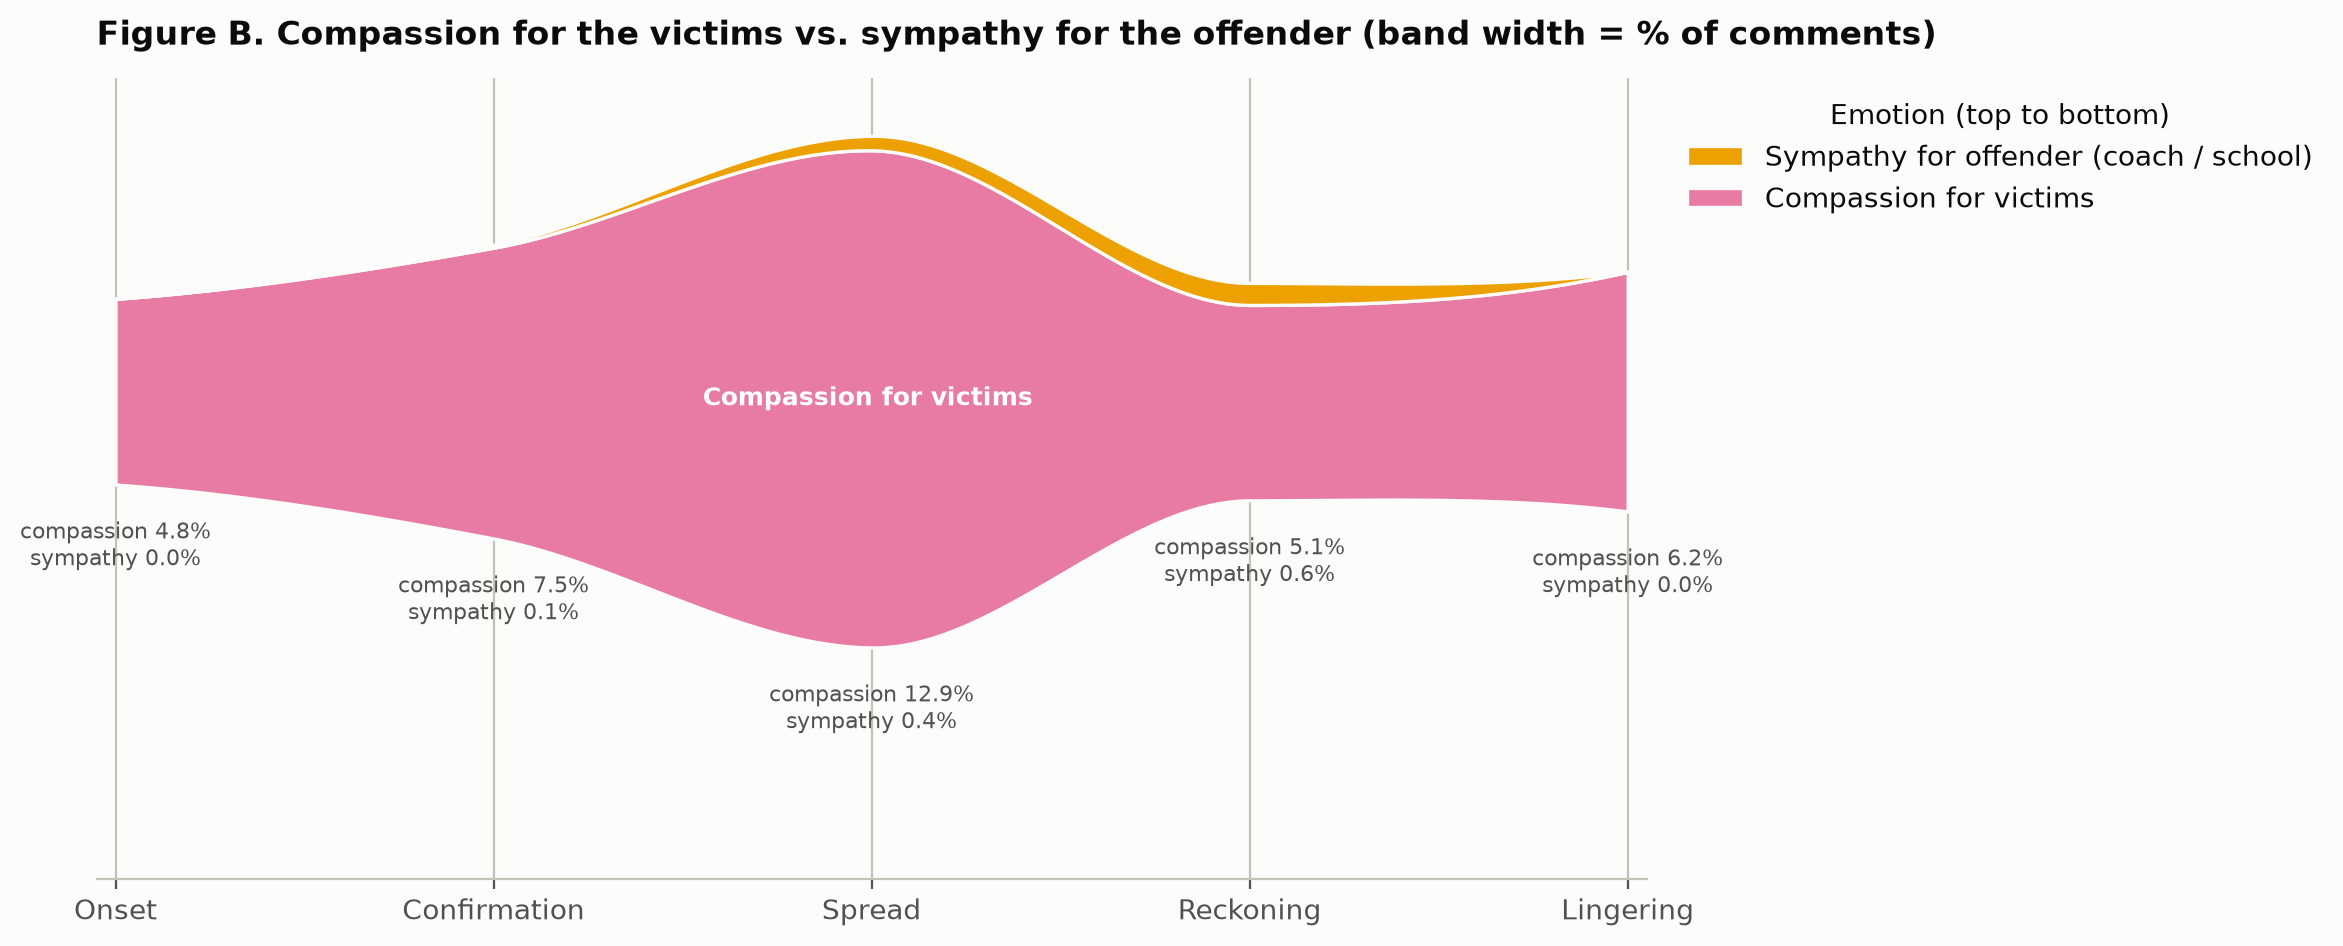 Figure B. Compassion for the victims vs. sympathy for the offender (band width = % of comments)
Emotion (top to bottom)
Sympathy for offender (coach / school)
Compassion for victims
Compassion for victims
compassion 4.8%
sympathy 0.0%
compassion 7.5%
sympathy 0.1%
compassion 12.9%
sympathy 0.4%
compassion 5.1%
sympathy 0.6%
compassion 6.2%
sympathy 0.0%
Onset
Confirmation
Spread
Reckoning
Lingering